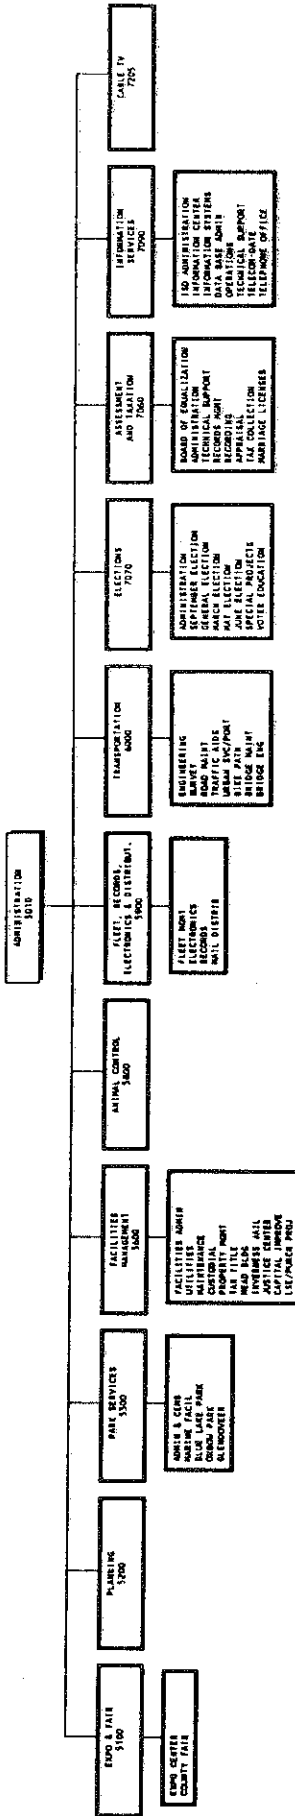 ADMINISTRATION
5010
EXPO & FAIR
5100
EXPO CENTER
COUNTY FAIR
PLANNING
5200
PARK SERVICES
5300
ADMIN & CEMS
MARINE FACIL
BLUE LAKE PARK
OXBOW PARK
GLENDOVEER
FACILITIES
MANAGEMENT
5600
FACILITIES ADMIN
UTILITIES
MAINTENANCE
CUSTODIAL
PROPERTY MGMT
TAX TITLE
MEAD BLDG
INVERNESS JAIL
JUSTICE CENTER
CAPITAL IMPROVE
LSE/PURCH PROJ
ANIMAL CONTROL
5800
FLEET, RECORDS,
ELECTRONICS DISTRIBUT.
5900
FLEET MGMT
ELECTRONICS
RECORDS
MAIL DISTRIB
TRANSPORTATION
6000
ENGINEERING
SURVEY
ROAD MAINT
TRAFFIC AIDS
URBAN SVC/PORT
BIKE PATH
BRIDGE MAINT
BRIDGE ENG
ELECTIONS
7070
ADMINISTRATION
SEPTEMBER ELECTION
GENERAL ELECTION
MARCH ELECTION
MAY ELECTION
JUNE ELECTION
SPECIAL PROJECTS
VOTER EDUCATION
ASSESSMENT
AND TAXATION
7060
BOARD OF EQUALIZATION
ADMINISTRATION
TECHNICAL SUPPORT
RECORDS MGMT
RECORDING
APPRAISAL
TAX COLLECTION
MARRIAGE LICENSES
INFORMATION
SERVICES
7090
ISD ADMINISTRATION
INFORMATION CENTER
INFORMATION SYSTEMS
DATA BASE ADMIN
OPERATIONS
TECHNICAL SUPPORT
TELECOM-DATE
TELEPHONE OFFICE
CABLE TV
7205